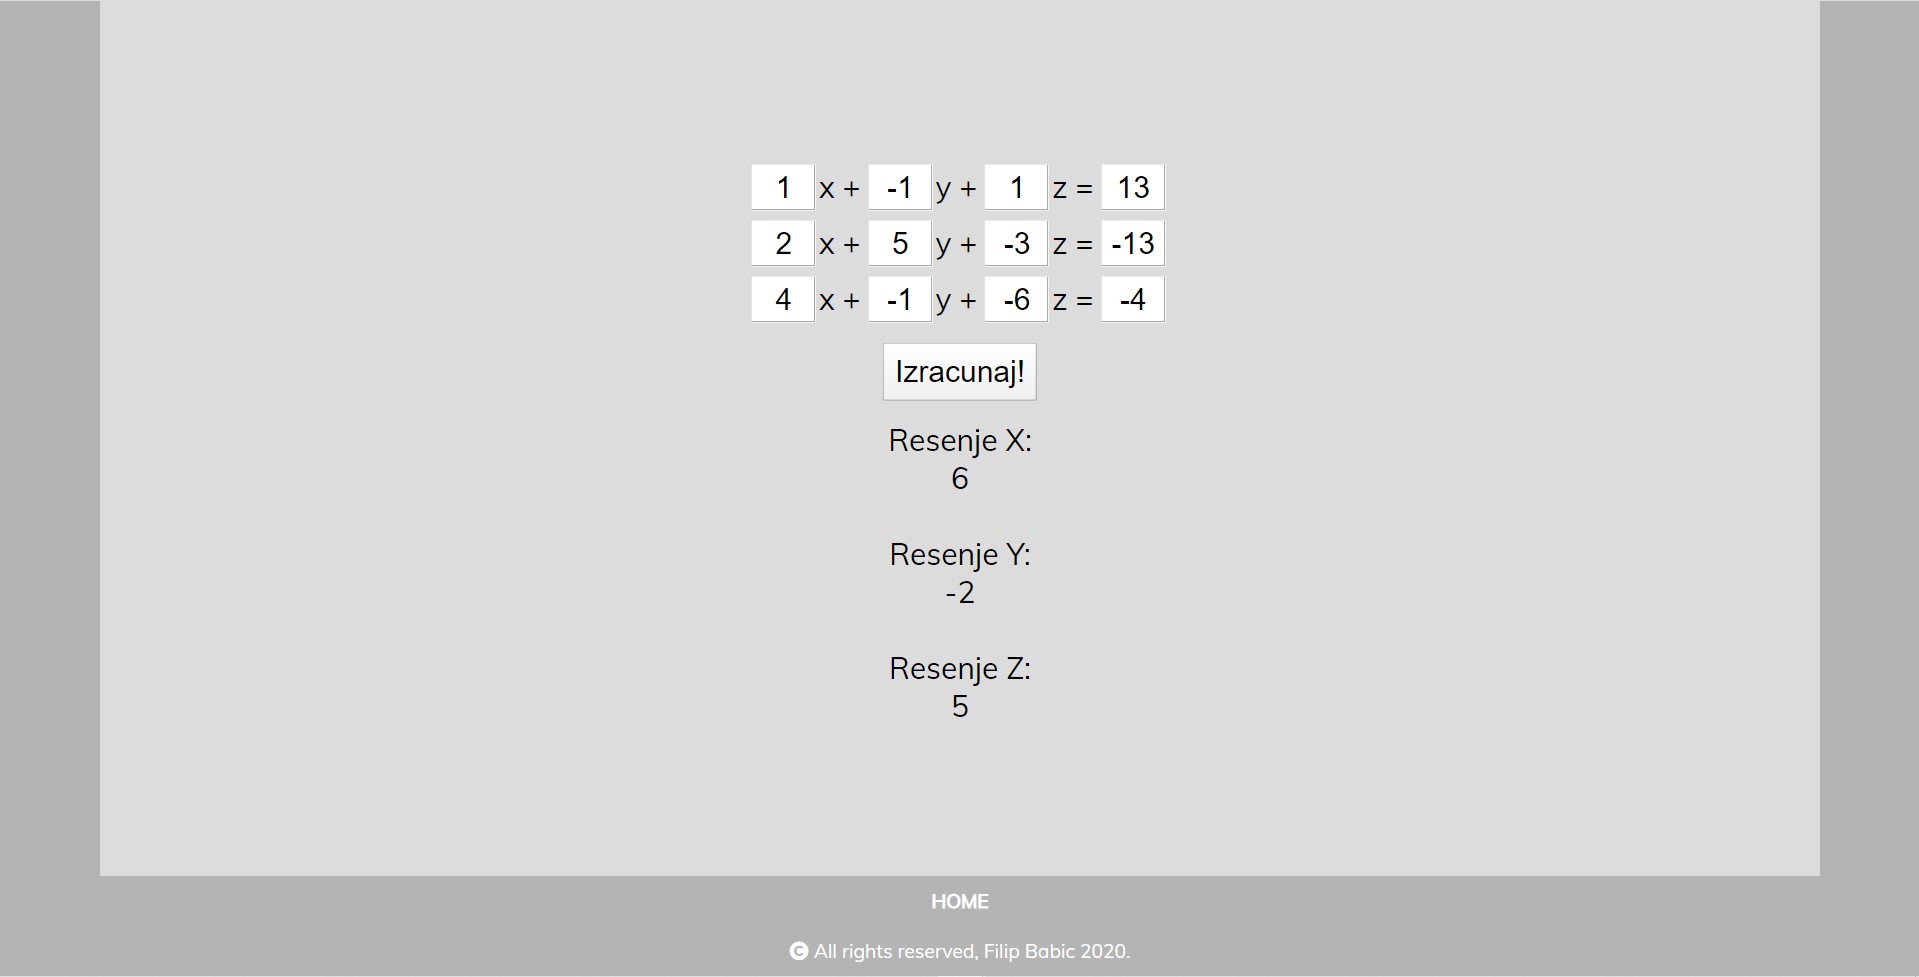 1 x + -1 y + 1 z = 13
2 x + 5 y + -3 z = -13
4 x + -1 y + -6 z = -4
Izracunaj!
Resenje X:
6
Resenje Y:
-2
Resenje Z:
5
HOME
© All rights reserved, Filip Babic 2020.